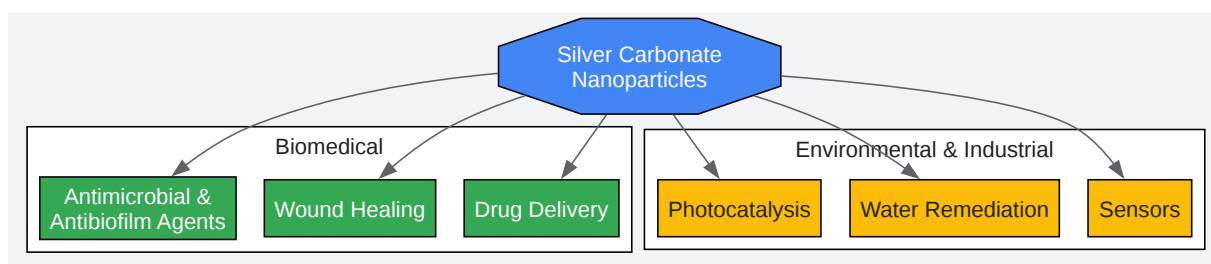 Silver Carbonate
Nanoparticles
Biomedical
Environmental & Industrial
Antimicrobial &
Antibiofilm Agents
Wound Healing
Drug Delivery
Photocatalysis
Water Remediation
Sensors